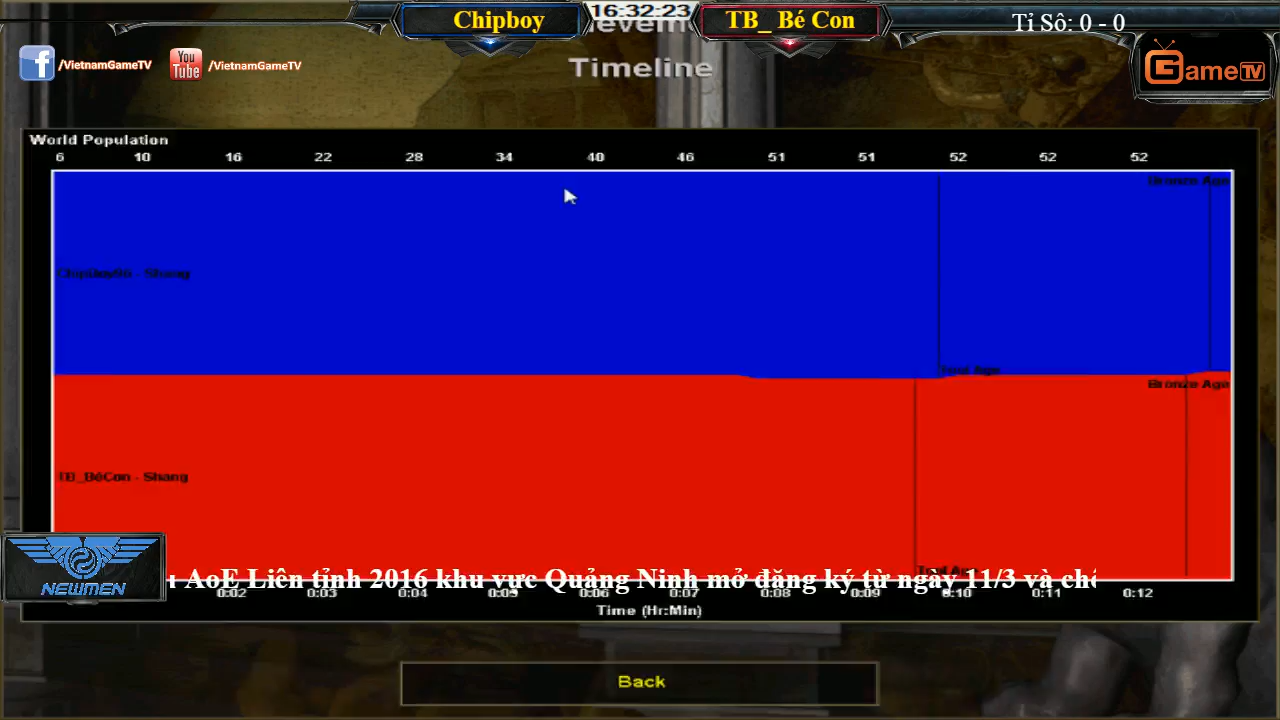 Chipboy
16:32:23
TB_ Bé Con
Tỉ Số: 0 - 0
/VietnamGameTV
You Tube
/VietnamGameTV
GameTV
Timeline
World Population
6 10 16 22 28 34 40 46 51 51 52 52 52
Bronze Age
Shang
Tool Age
Bronze Age
TB_BéCon - Shang
Tool Age
AoE Liên tỉnh 2016 khu vực Quảng Ninh mở đăng ký từ ngày 11/3 và
NEWMEN
0:02 0:03 0:04 0:05 0:06 0:07 0:08 0:09 0:10 0:11 0:12
Time (Hr:Min)
Back